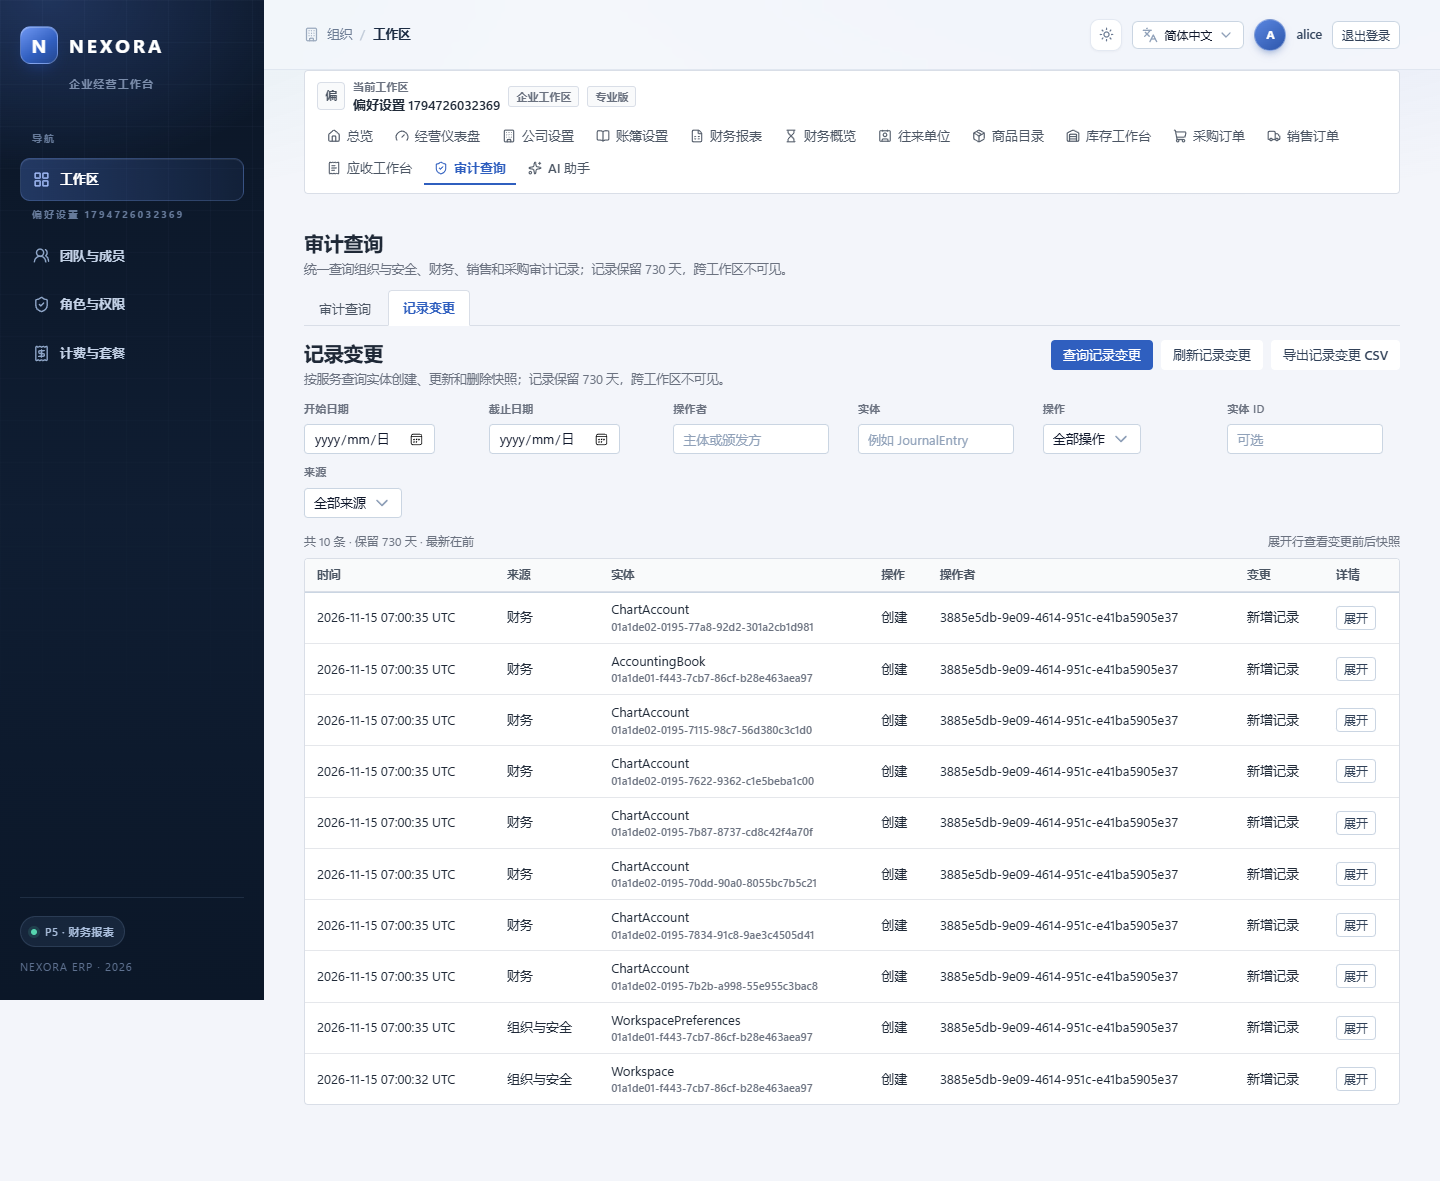 N NEXORA
企业经营工作台
导航
工作区
偏好设置 1794726032369
团队与成员
角色与权限
计费与套餐
P5 · 财务报表
NEXORA ERP · 2026
组织 / 工作区
简体中文
A
alice
退出登录
偏
当前工作区
偏好设置 1794726032369
企业工作区
专业版
总览 经营仪表盘 公司设置 账簿设置 财务报表 财务概览 往来单位 商品目录 库存工作台 采购订单 销售订单
应收工作台 审计查询 AI 助手
审计查询
统一查询组织与安全、财务、销售和采购审计记录；记录保留 730 天，跨工作区不可见。
审计查询 记录变更
记录变更
按服务查询实体创建、更新和删除快照；记录保留 730 天，跨工作区不可见。
查询记录变更 刷新记录变更 导出记录变更 CSV
开始日期 截止日期 操作者 实体 操作 实体 ID
yyyy/mm/日 yyyy/mm/日 主体或颁发方 例如 JournalEntry 全部操作 可选
来源
全部来源
共 10 条 · 保留 730 天 · 最新在前 展开行查看变更前后快照
时间 来源 实体 操作 操作者 变更 详情
2026-11-15 07:00:35 UTC 财务 ChartAccount 创建 3885e5db-9e09-4614-951c-e41ba5905e37 新增记录 展开
01a1de02-0195-77a8-92d2-301a2cb1d981
2026-11-15 07:00:35 UTC 财务 AccountingBook 创建 3885e5db-9e09-4614-951c-e41ba5905e37 新增记录 展开
01a1de01-f443-7cb7-86cf-b28e463aea97
2026-11-15 07:00:35 UTC 财务 ChartAccount 创建 3885e5db-9e09-4614-951c-e41ba5905e37 新增记录 展开
01a1de02-0195-7115-98c7-56d380c3c1d0
2026-11-15 07:00:35 UTC 财务 ChartAccount 创建 3885e5db-9e09-4614-951c-e41ba5905e37 新增记录 展开
01a1de02-0195-7622-9362-c1e5beba1c00
2026-11-15 07:00:35 UTC 财务 ChartAccount 创建 3885e5db-9e09-4614-951c-e41ba5905e37 新增记录 展开
01a1de02-0195-7b87-8737-cd8c42f4a70f
2026-11-15 07:00:35 UTC 财务 ChartAccount 创建 3885e5db-9e09-4614-951c-e41ba5905e37 新增记录 展开
01a1de02-0195-70dd-90a0-8055bc7b5c21
2026-11-15 07:00:35 UTC 财务 ChartAccount 创建 3885e5db-9e09-4614-951c-e41ba5905e37 新增记录 展开
01a1de02-0195-7834-91c8-9ae3c4505d41
2026-11-15 07:00:35 UTC 财务 ChartAccount 创建 3885e5db-9e09-4614-951c-e41ba5905e37 新增记录 展开
01a1de02-0195-7b2b-a998-55e955c3bac8
2026-11-15 07:00:35 UTC 组织与安全 WorkspacePreferences 创建 3885e5db-9e09-4614-951c-e41ba5905e37 新增记录 展开
01a1de01-f443-7cb7-86cf-b28e463aea97
2026-11-15 07:00:32 UTC 组织与安全 Workspace 创建 3885e5db-9e09-4614-951c-e41ba5905e37 新增记录 展开
01a1de01-f443-7cb7-86cf-b28e463aea97